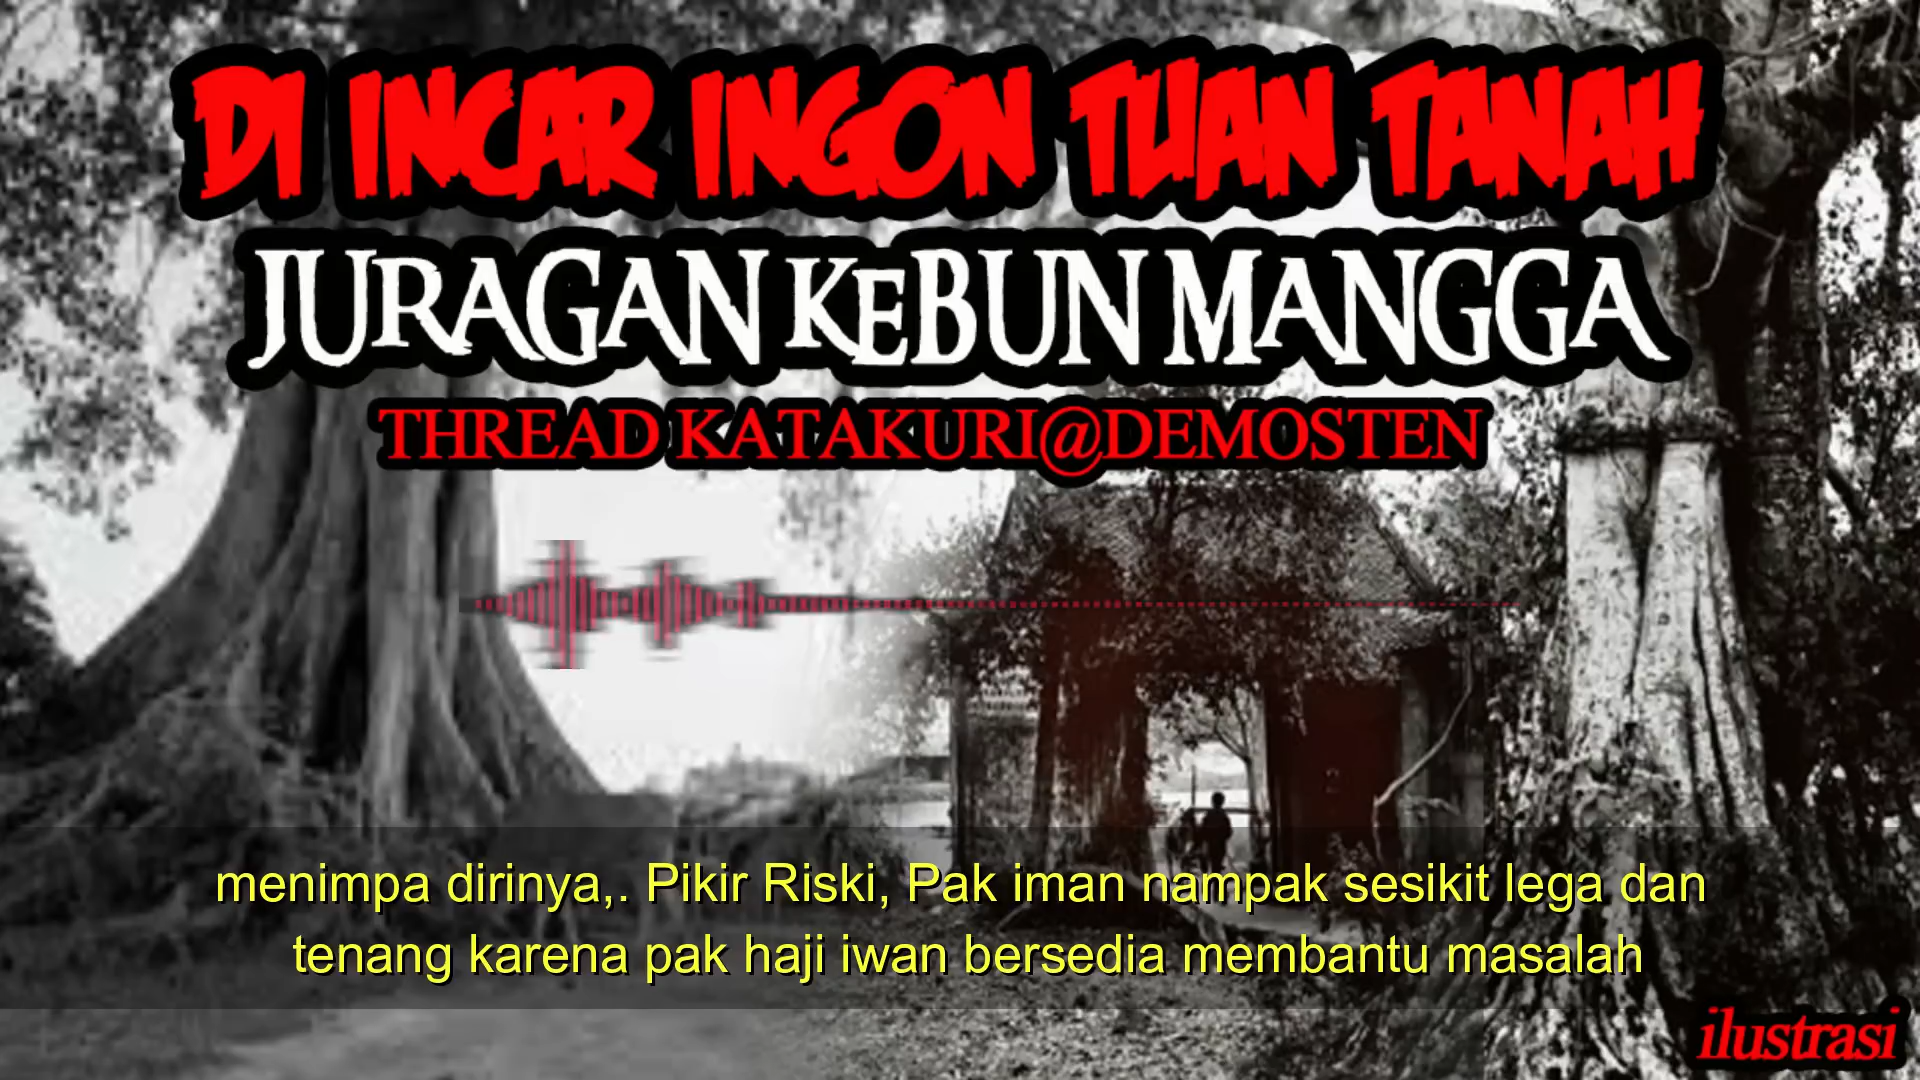 DI INCAR INGON TUAN TANAH
JURAGAN KEBUN MANGGA
THREAD KATAKURI@DEMOSTEN
menimpa dirinya,. Pikir Riski, Pak iman nampak sesikit lega dan
tenang karena pak haji iwan bersedia membantu masalah
ilustrasi